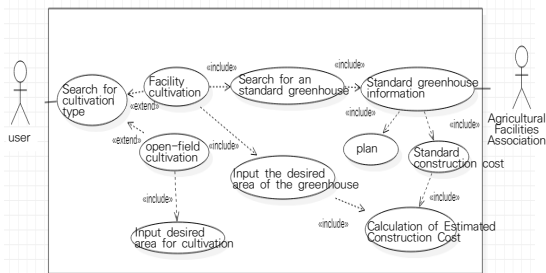 «include»
«include»
Search for
cultivation
type
Facility
cultivation
Search for an
standard greenhouse
Standard greenhouse
information
«extend»
«include»
«include»
user
Agricultural
Facilities
Association
«extend»
open-field
cultivation
«include»
plan
Standard
construction cost
Input the desired
area of the greenhouse
«include»
«include»
«include»
Input desired
area for cultivation
Calculation of Estimated
Construction Cost